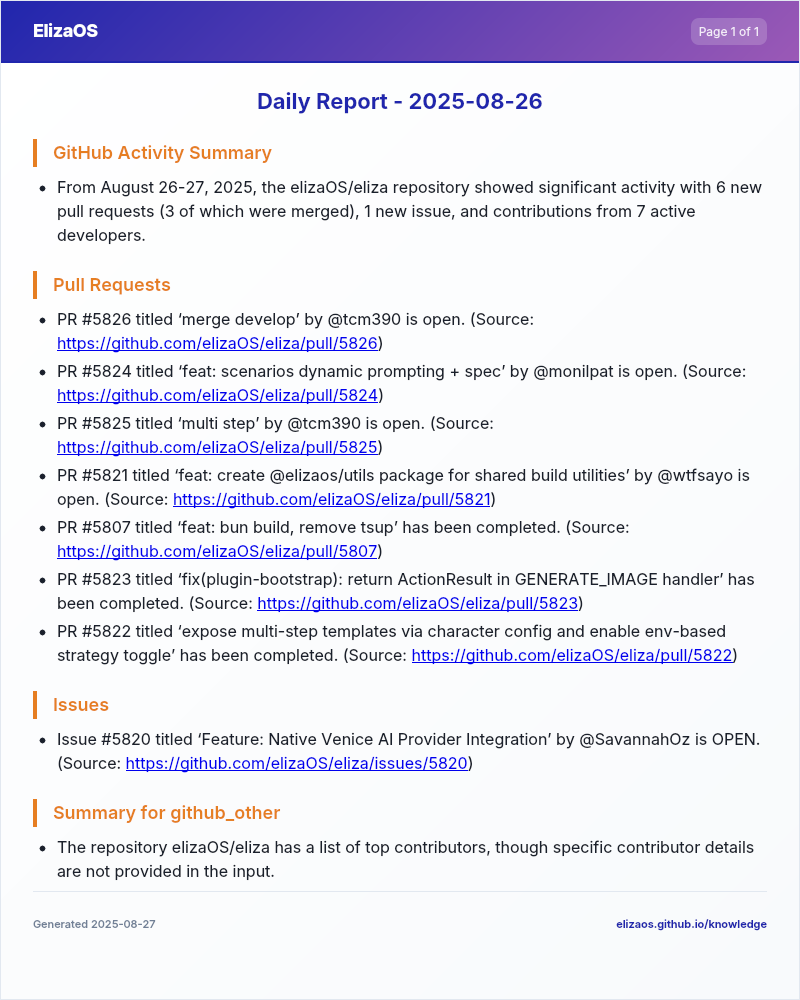 ElizaOS
Page 1 of 1
Daily Report - 2025-08-26
GitHub Activity Summary
• From August 26-27, 2025, the elizaOS/eliza repository showed significant activity with 6 new
pull requests (3 of which were merged), 1 new issue, and contributions from 7 active
developers.
Pull Requests
• PR #5826 titled ‘merge develop’ by @tcm390 is open. (Source:
https://github.com/elizaOS/eliza/pull/5826)
• PR #5824 titled ‘feat: scenarios dynamic prompting + spec’ by @monilpat is open. (Source:
https://github.com/elizaOS/eliza/pull/5824)
• PR #5825 titled ‘multi step’ by @tcm390 is open. (Source:
https://github.com/elizaOS/eliza/pull/5825)
• PR #5821 titled ‘feat: create @elizaos/utils package for shared build utilities’ by @wtfsayo is
open. (Source: https://github.com/elizaOS/eliza/pull/5821)
• PR #5807 titled ‘feat: bun build, remove tsup’ has been completed. (Source:
https://github.com/elizaOS/eliza/pull/5807)
• PR #5823 titled ‘fix(plugin-bootstrap): return ActionResult in GENERATE_IMAGE handler’ has
been completed. (Source: https://github.com/elizaOS/eliza/pull/5823)
• PR #5822 titled ‘expose multi-step templates via character config and enable env-based
strategy toggle’ has been completed. (Source: https://github.com/elizaOS/eliza/pull/5822)
Issues
• Issue #5820 titled ‘Feature: Native Venice AI Provider Integration’ by @SavannahOz is OPEN.
(Source: https://github.com/elizaOS/eliza/issues/5820)
Summary for github_other
• The repository elizaOS/eliza has a list of top contributors, though specific contributor details
are not provided in the input.
Generated 2025-08-27
elizaos.github.io/knowledge